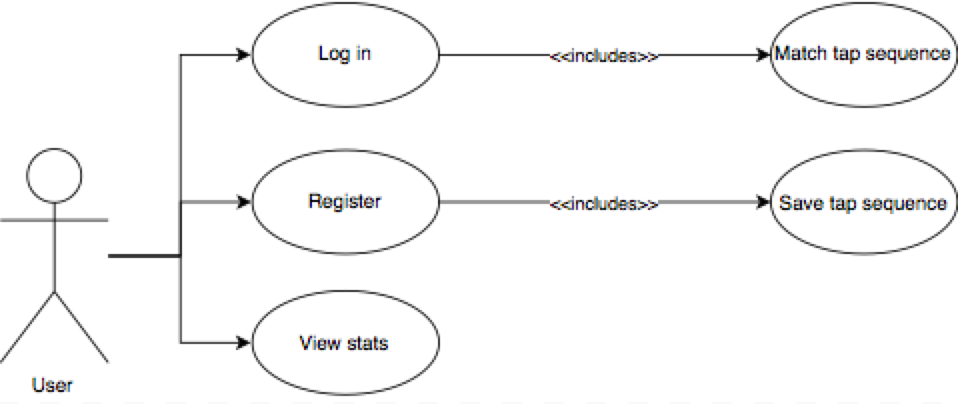 Log in
<<includes>>
Match tap sequence
Register
<<includes>>
Save tap sequence
View stats
User